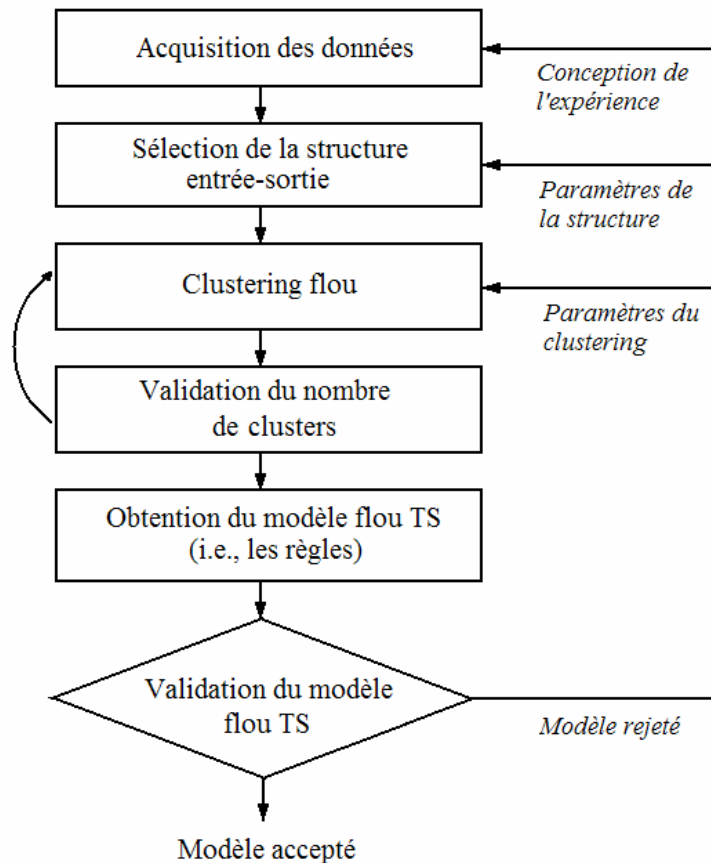 Acquisition des données
Conception de
l'expérience
Sélection de la structure
entrée-sortie
Paramètres de
la structure
Clustering flou
Paramètres du
clustering
Validation du nombre
de clusters
Obtention du modèle flou TS
(i.e., les règles)
Validation du modèle
flou TS
Modèle rejeté
Modèle accepté